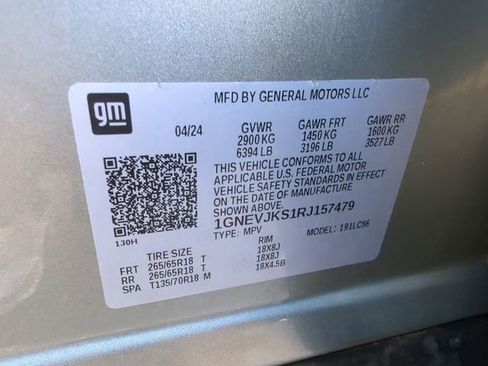 gm
MFD BY GENERAL MOTORS LLC
04/24 GVWR GAWR FRT GAWR RR
2900 KG 1450 KG 1600 KG
6394 LB 3196 LB 3527 LB
THIS VEHICLE CONFORMS TO ALL
APPLICABLE U.S. FEDERAL MOTOR
VEHICLE SAFETY STANDARDS IN EFFECT
ON THE DATE OF MANUFACTURE
1GNEVJKS1RJ157479
130H TYPE: MPV MODEL: 191LC56
TIRE SIZE RIM
FRT 265/65R18 T 18X8J
RR 265/65R18 T 18X8J
SPA T135/70R18 M 18X4.5B